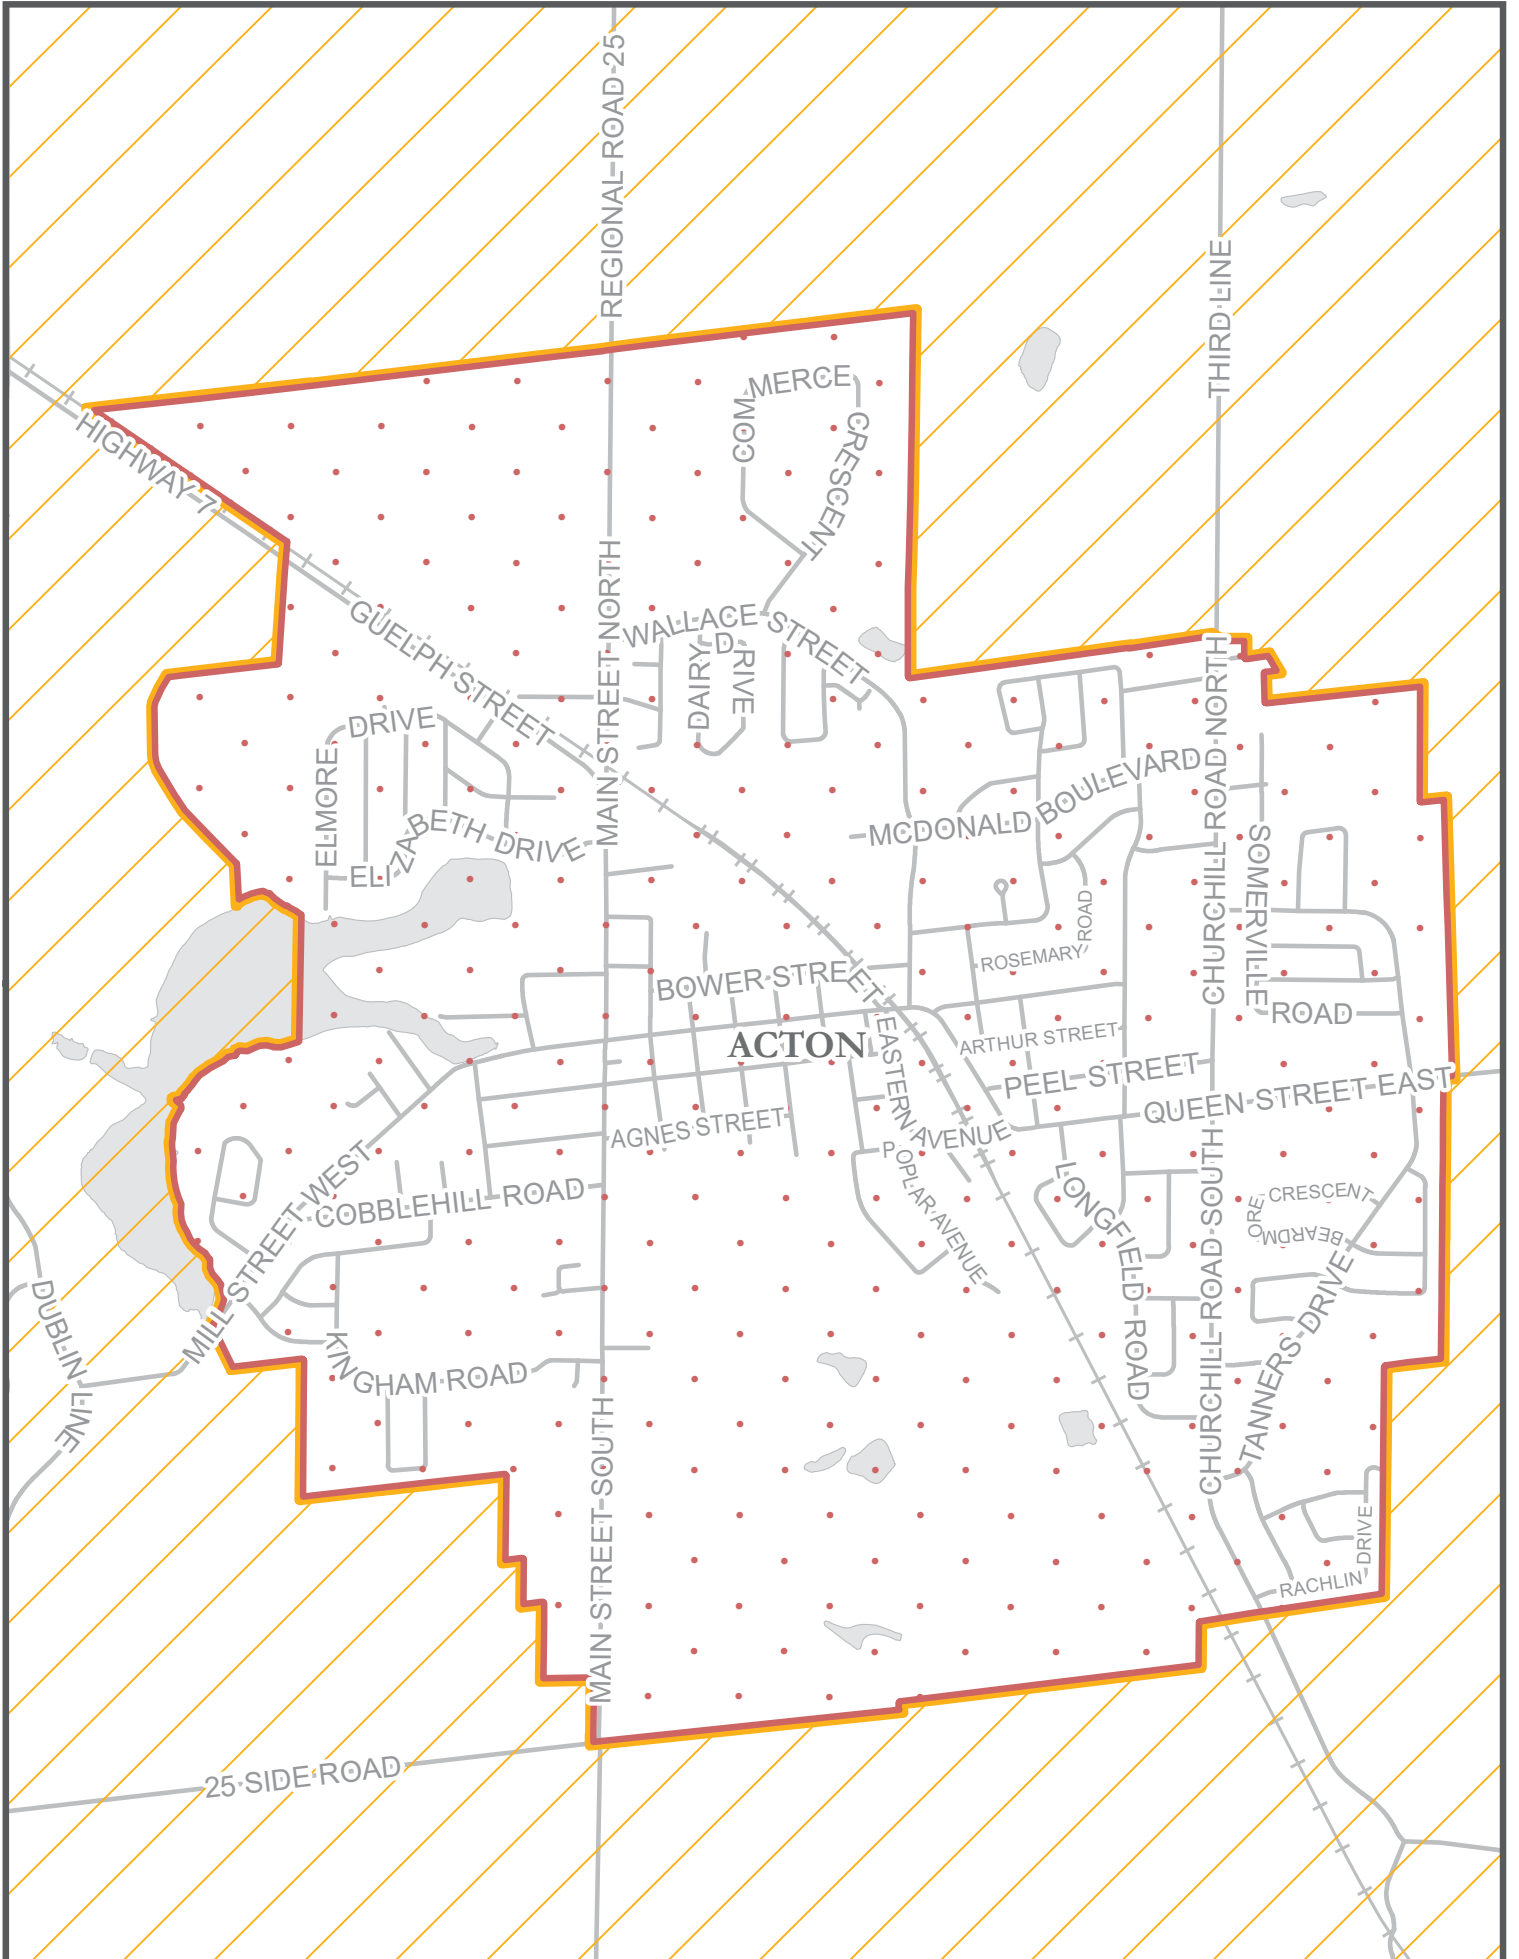 REGIONAL ROAD 25
THIRD LINE
HIGHWAY 7
COMMERCE
CRESCENT
GUELPH STREET
MAIN STREET NORTH
WALLACE STREET
DAIRY DRIVE
CHURCHILL ROAD NORTH
ELMORE
DRIVE
ELIZABETH DRIVE
MCDONALD BOULEVARD
SOMERVILLE
ROAD
ROSEMARY ROAD
BOWER STREET
ACTON
EASTERN AVENUE
ARTHUR STREET
PEEL STREET
QUEEN STREET EAST
AGNES STREET
POPLAR AVENUE
MILL STREET WEST
COBBLEHILL ROAD
LONGFIELD ROAD
CHURCHILL ROAD SOUTH
BEARDMORE CRESCENT
TANNERS DRIVE
DUBLIN LINE
KINGHAM ROAD
MAIN STREET SOUTH
RACHLIN DRIVE
25 SIDE ROAD